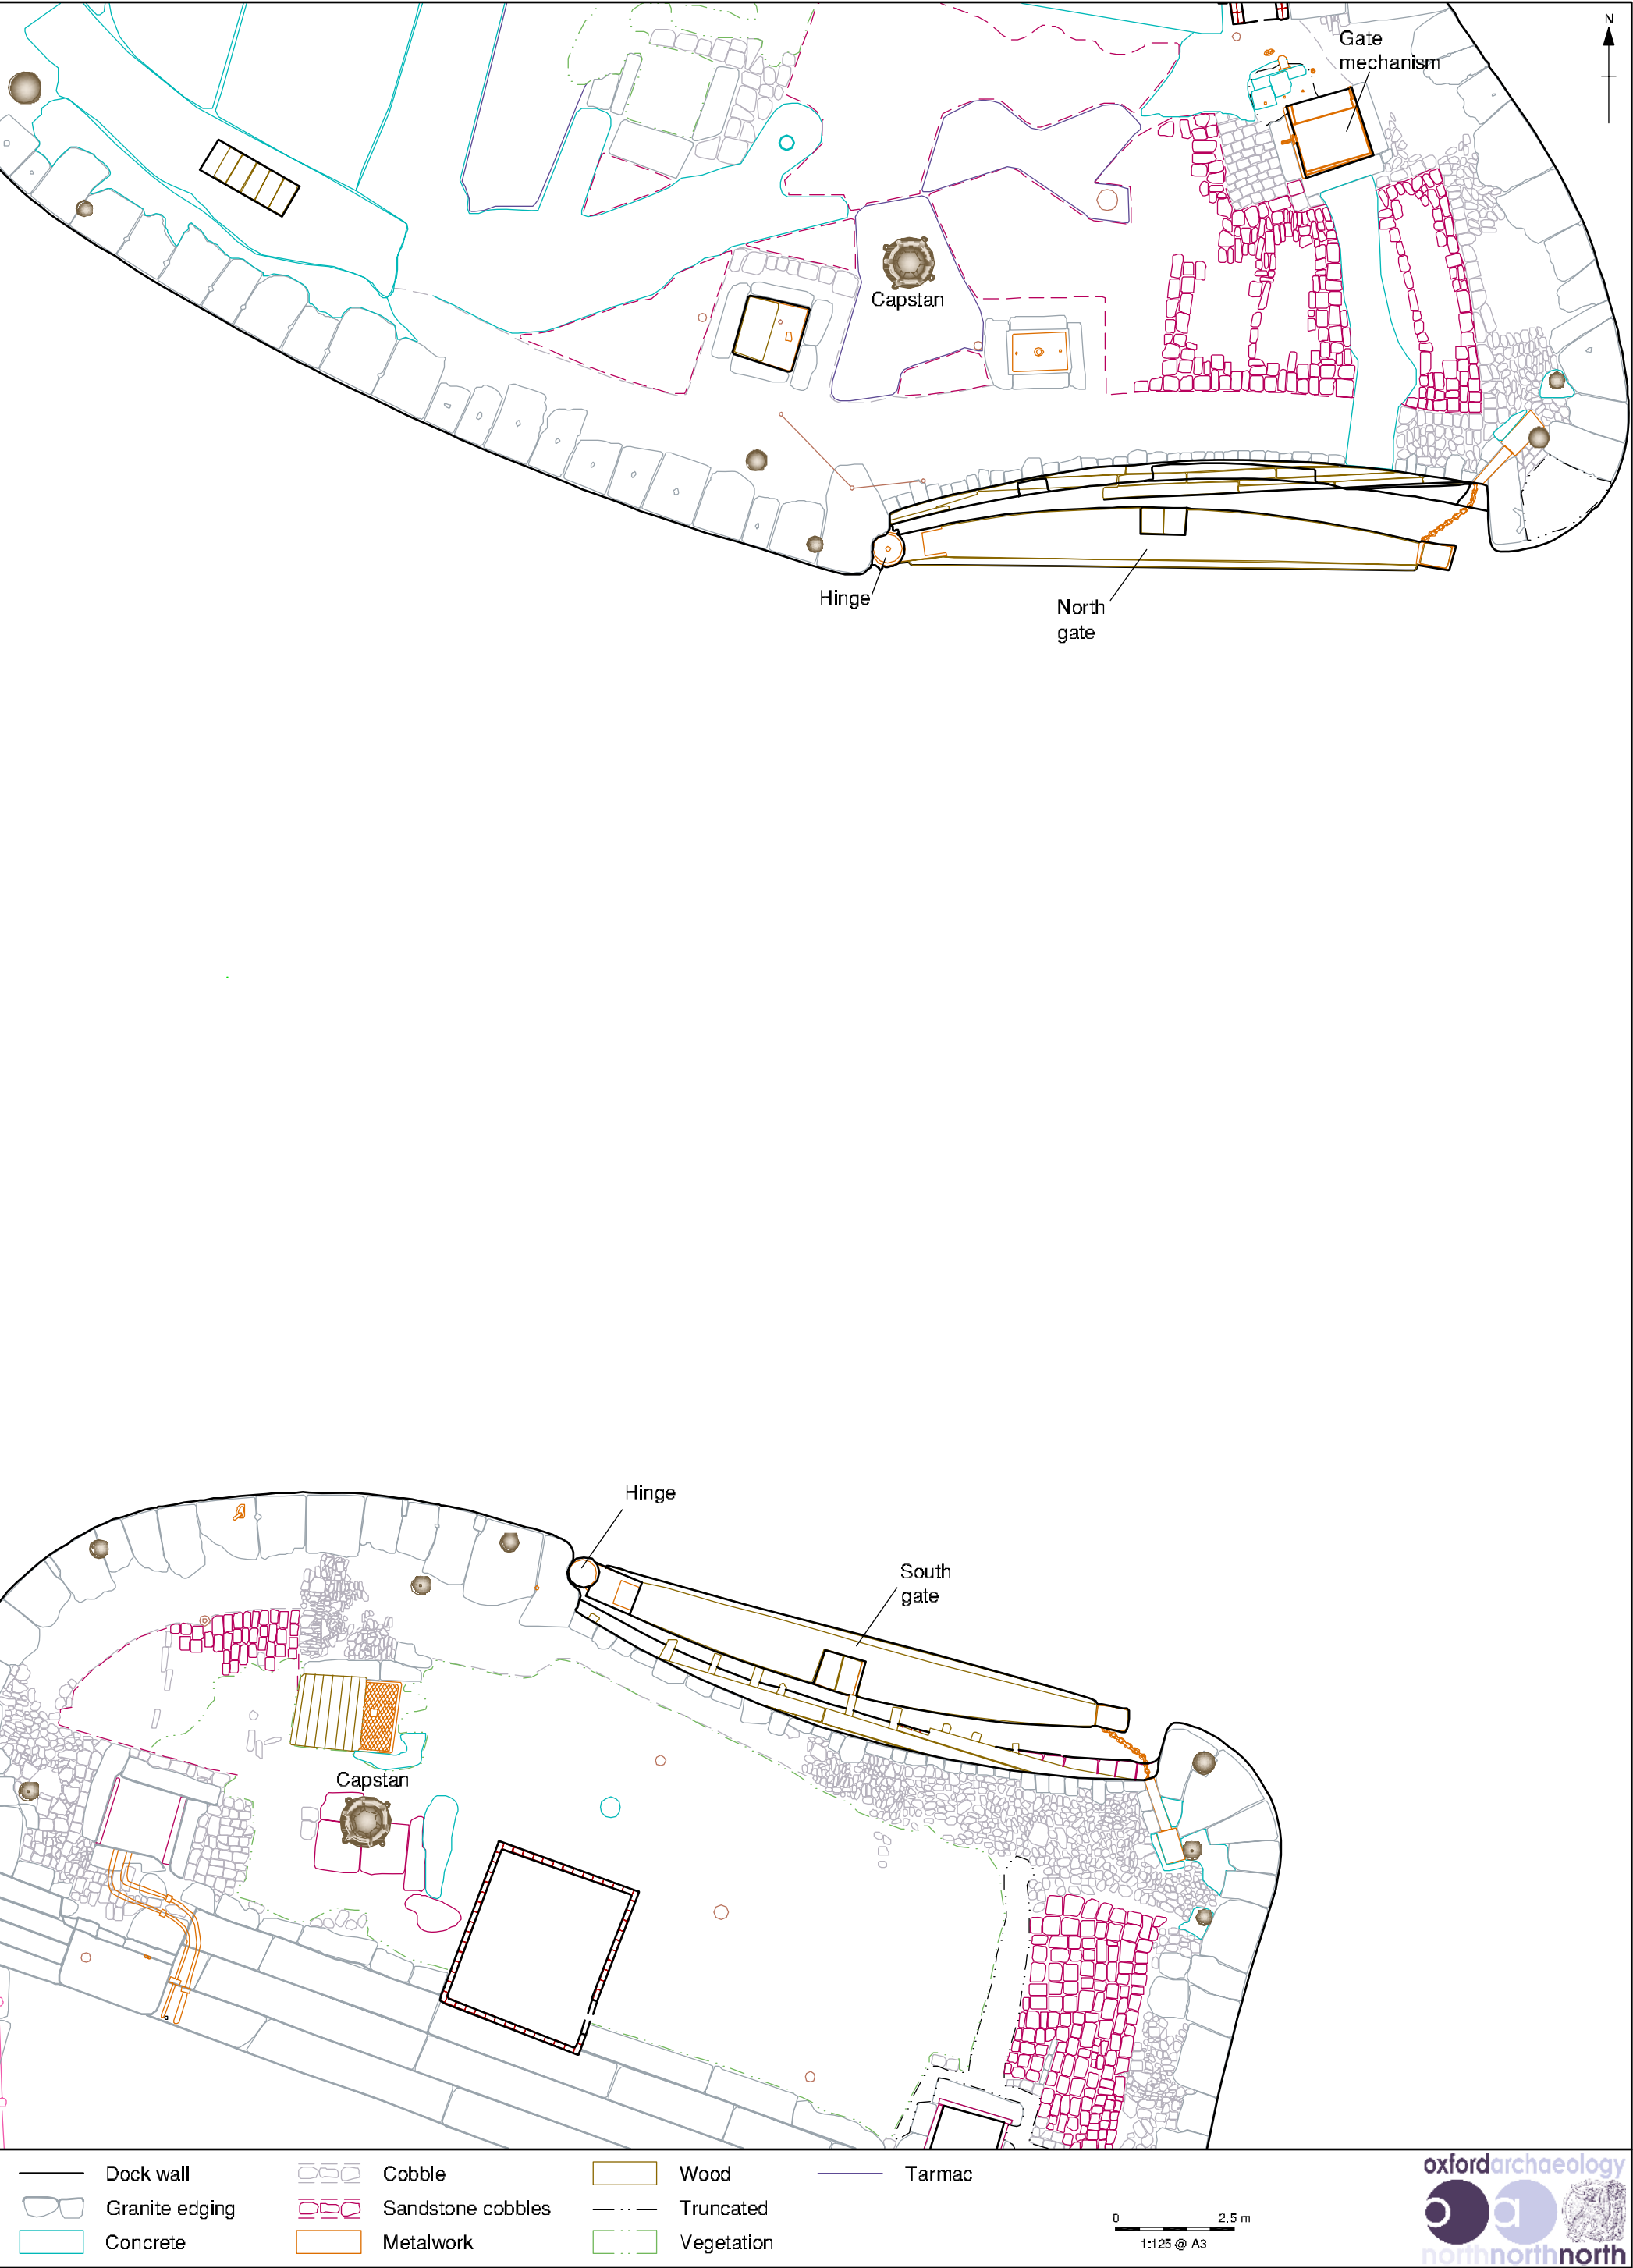 N
Gate
mechanism
Capstan
Hinge
North
gate
Hinge
South
gate
Capstan
Dock wall
Granite edging
Concrete
Cobble
Sandstone cobbles
Metalwork
Wood
Truncated
Vegetation
Tarmac
0 2.5 m
1:125 @ A3
oxfordarchaeology
o a
northnorthnorth